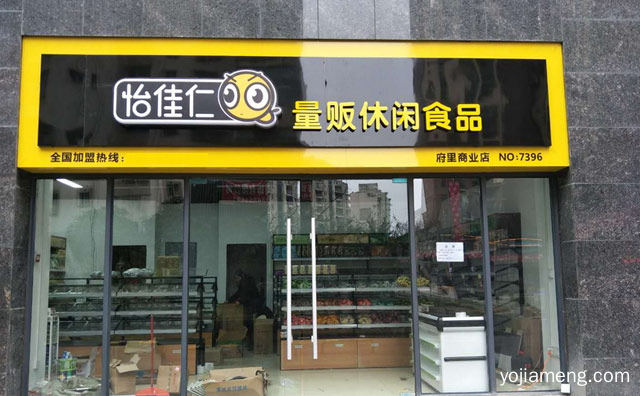 怡佳仁
量贩休闲食品
全国加盟热线：
府里商业店 NO:7396
yojiameng.com